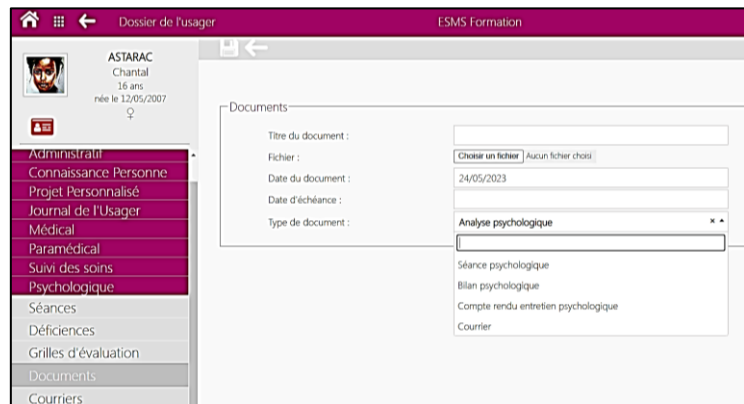 Dossier de l'usager
ESMS Formation
ASTARAC
Chantal
16 ans
née le 12/05/2007
Administratif
Connaissance Personne
Projet Personnalisé
Journal de l'Usager
Médical
Paramédical
Suivi des soins
Psychologique
Séances
Déficiences
Grilles d'évaluation
Documents
Courriers
Documents
Titre du document :
Fichier : Choisir un fichier Aucun fichier choisi
Date du document : 24/05/2023
Date d'échéance :
Type de document : Analyse psychologique
Séance psychologique
Bilan psychologique
Compte rendu entretien psychologique
Courrier